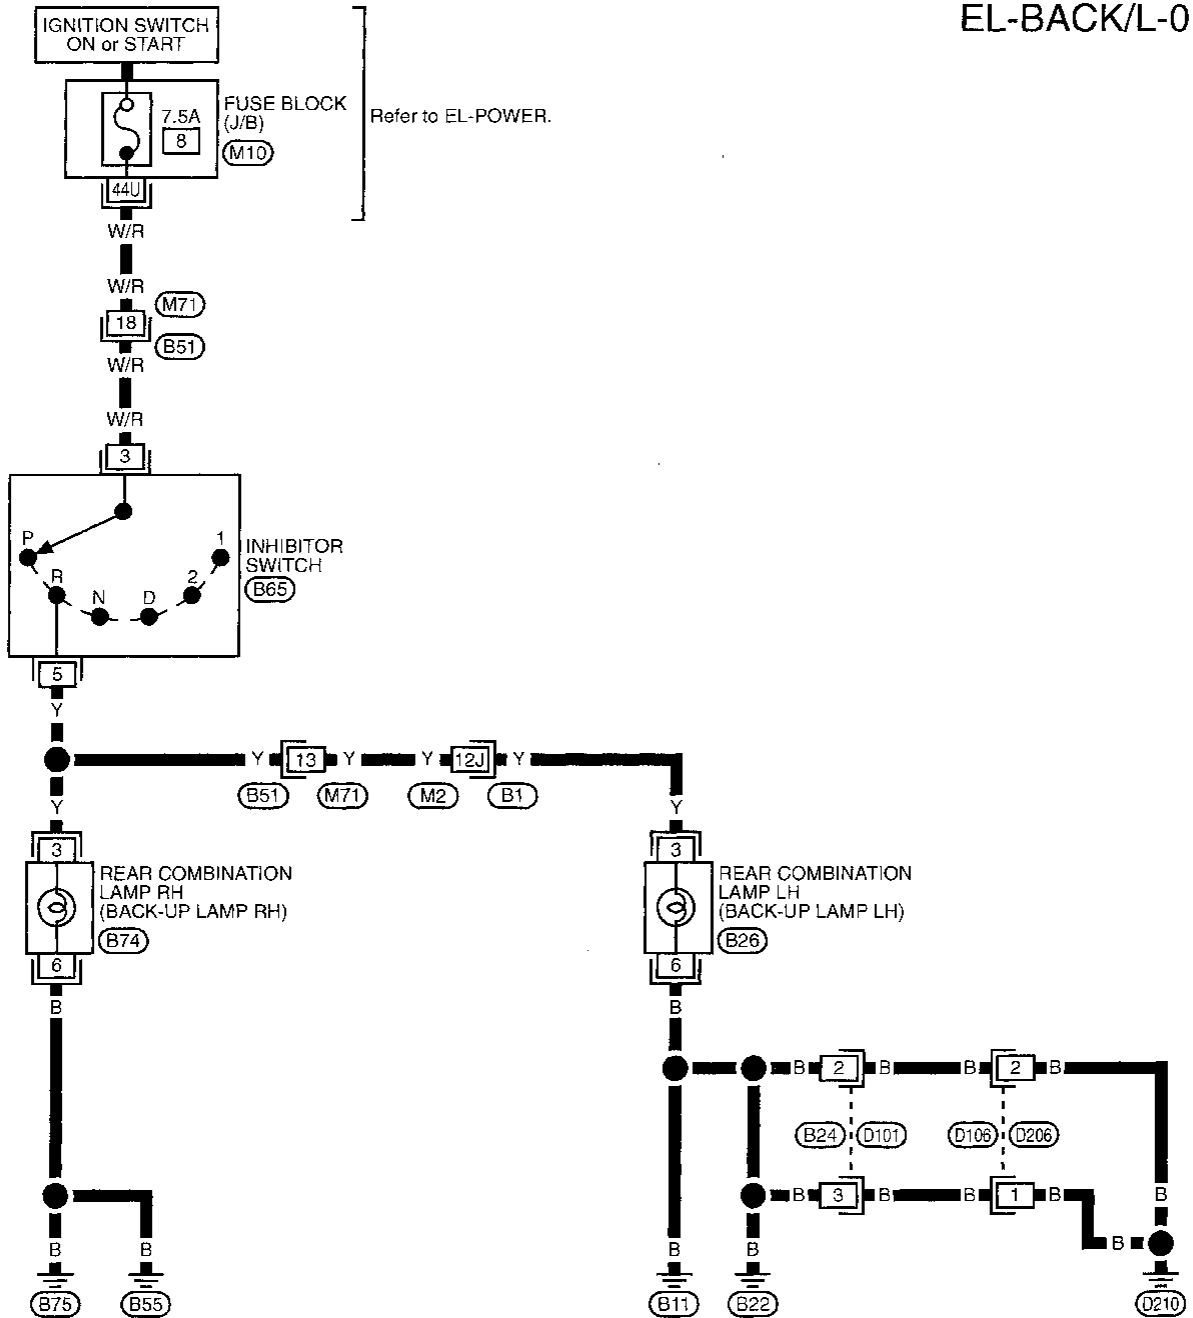 EL-BACK/L-0
IGNITION SWITCH
ON or START
FUSE BLOCK
(J/B)
7.5A
8
M10
Refer to EL-POWER.
44U
W/R
W/R
M71
18
B51
W/R
W/R
3
P
R
N
D
2
1
INHIBITOR
SWITCH
B65
5
Y
Y 13 Y Y 12J Y
B51 M71 M2 B1
Y
Y
3
3
REAR COMBINATION
LAMP RH
(BACK-UP LAMP RH)
B74
REAR COMBINATION
LAMP LH
(BACK-UP LAMP LH)
B26
6
6
B
B
B 2 B B 2 B
B24 D101 D106 D206
B 3 B B 1 B
B
B
B
B
B
B
B
B75
B55
B11
B22
D210